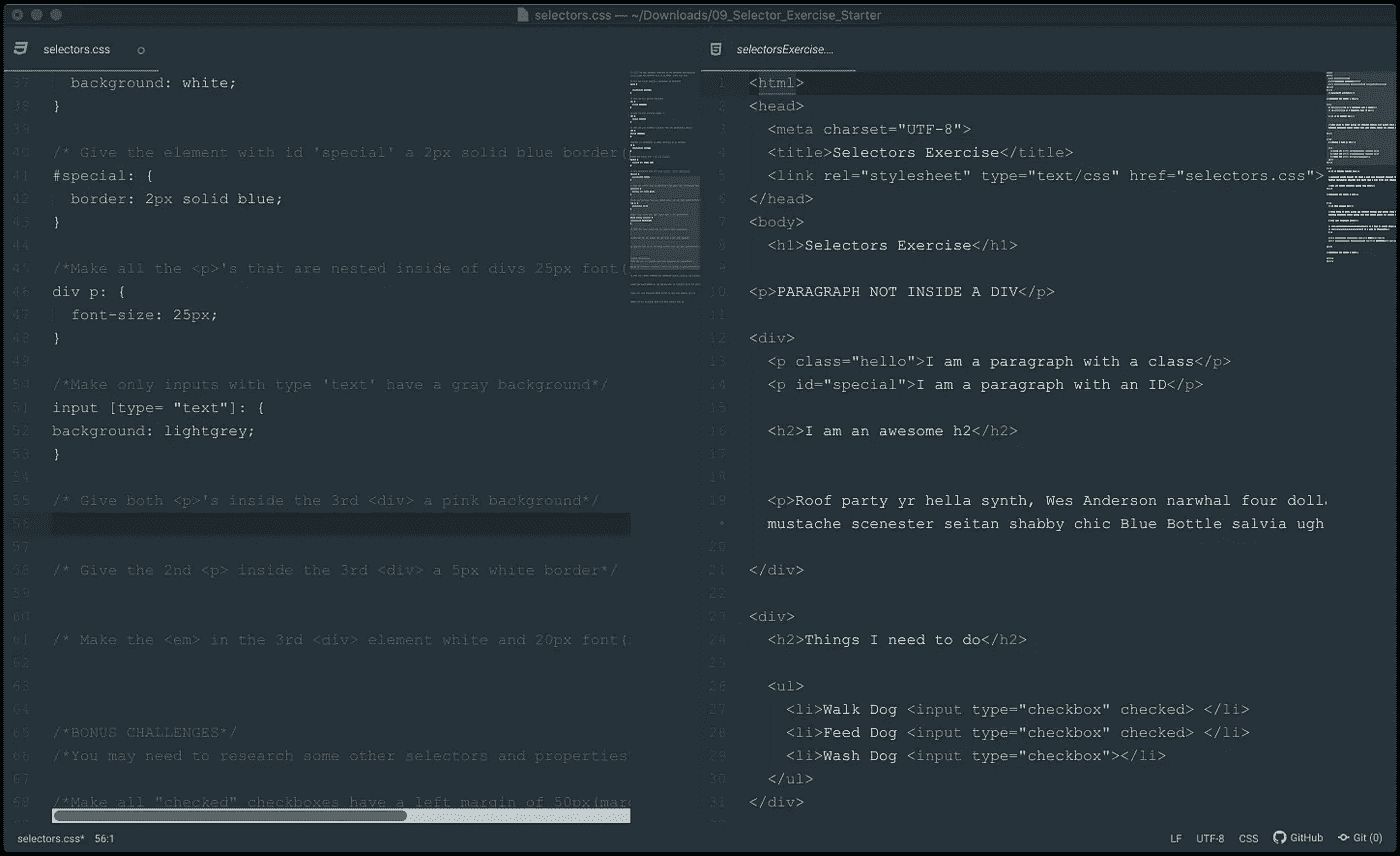 selectors.css — ~/Downloads/09_Selector_Exercise_Starter
selectors.css
37 background: white;
38 }
39
40 /* Give the element with id 'special' a 2px solid blue border(
41 #special: {
42 border: 2px solid blue;
43 }
44
45 /*Make all the <p>'s that are nested inside of divs 25px font(
46 div p: {
47 font-size: 25px;
48 }
49
50 /*Make only inputs with type 'text' have a gray background*/
51 input [type= "text"]: {
52 background: lightgrey;
53 }
54
55 /* Give both <p>'s inside the 3rd <div> a pink background*/
56
57
58 /* Give the 2nd <p> inside the 3rd <div> a 5px white border*/
59
60
61 /* Make the <em> in the 3rd <div> element white and 20px font(
62
63
64
65 /*BONUS CHALLENGES*/
66 /*You may need to research some other selectors and properties
67
68 /*Make all "checked" checkboxes have a left margin of 50px(mar
selectorsExercise....
1 <html>
2 <head>
3 <meta charset="UTF-8">
4 <title>Selectors Exercise</title>
5 <link rel="stylesheet" type="text/css" href="selectors.css">
6 </head>
7 <body>
8 <h1>Selectors Exercise</h1>
9
10 <p>PARAGRAPH NOT INSIDE A DIV</p>
11
12 <div>
13 <p class="hello">I am a paragraph with a class</p>
14 <p id="special">I am a paragraph with an ID</p>
15
16 <h2>I am an awesome h2</h2>
17
18
19 <p>Roof party yr hella synth, Wes Anderson narwhal four doll
• mustache scenester seitan shabby chic Blue Bottle salvia ugh
20
21 </div>
22
23 <div>
24 <h2>Things I need to do</h2>
25
26 <ul>
27 <li>Walk Dog <input type="checkbox" checked> </li>
28 <li>Feed Dog <input type="checkbox" checked> </li>
29 <li>Wash Dog <input type="checkbox"></li>
30 </ul>
31 </div>
selectors.css* 56:1
LF UTF-8 CSS GitHub Git (0)